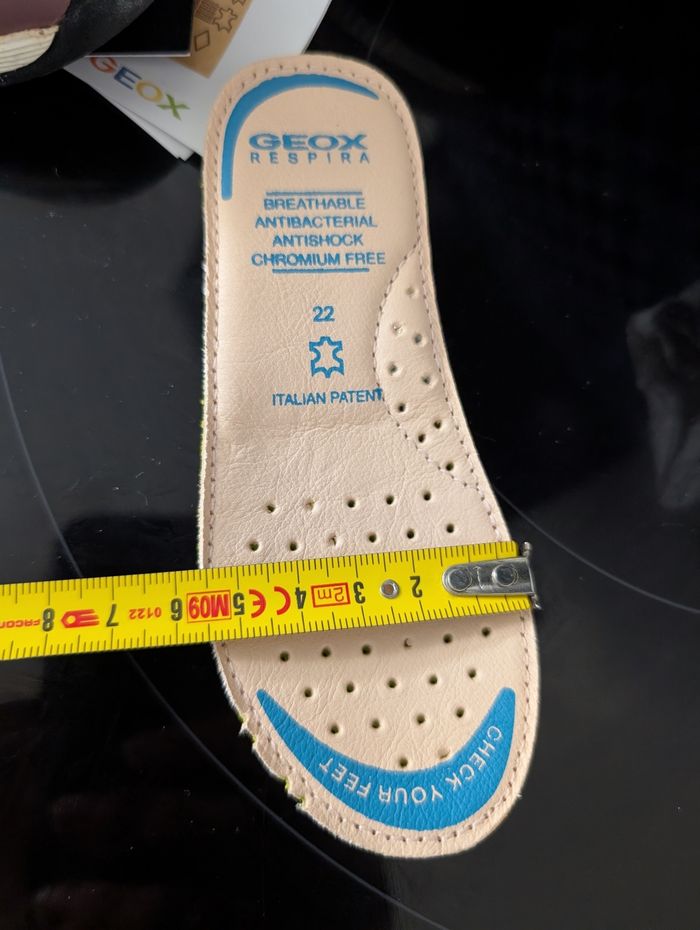 GEOX
GEOX
RESPIRA
BREATHABLE
ANTIBACTERIAL
ANTISHOCK
CHROMIUM FREE
22
ITALIAN PATENT
8 7 0122 6 M09 5 CE 4 2m 3 2
CHECK YOUR FEET